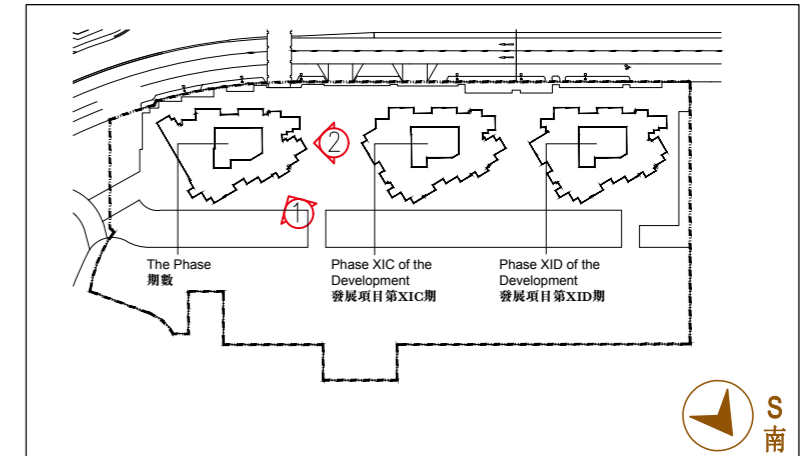 2
1
The Phase
期數
Phase XIC of the
Development
發展項目第XIC期
Phase XID of the
Development
發展項目第XID期
S
南